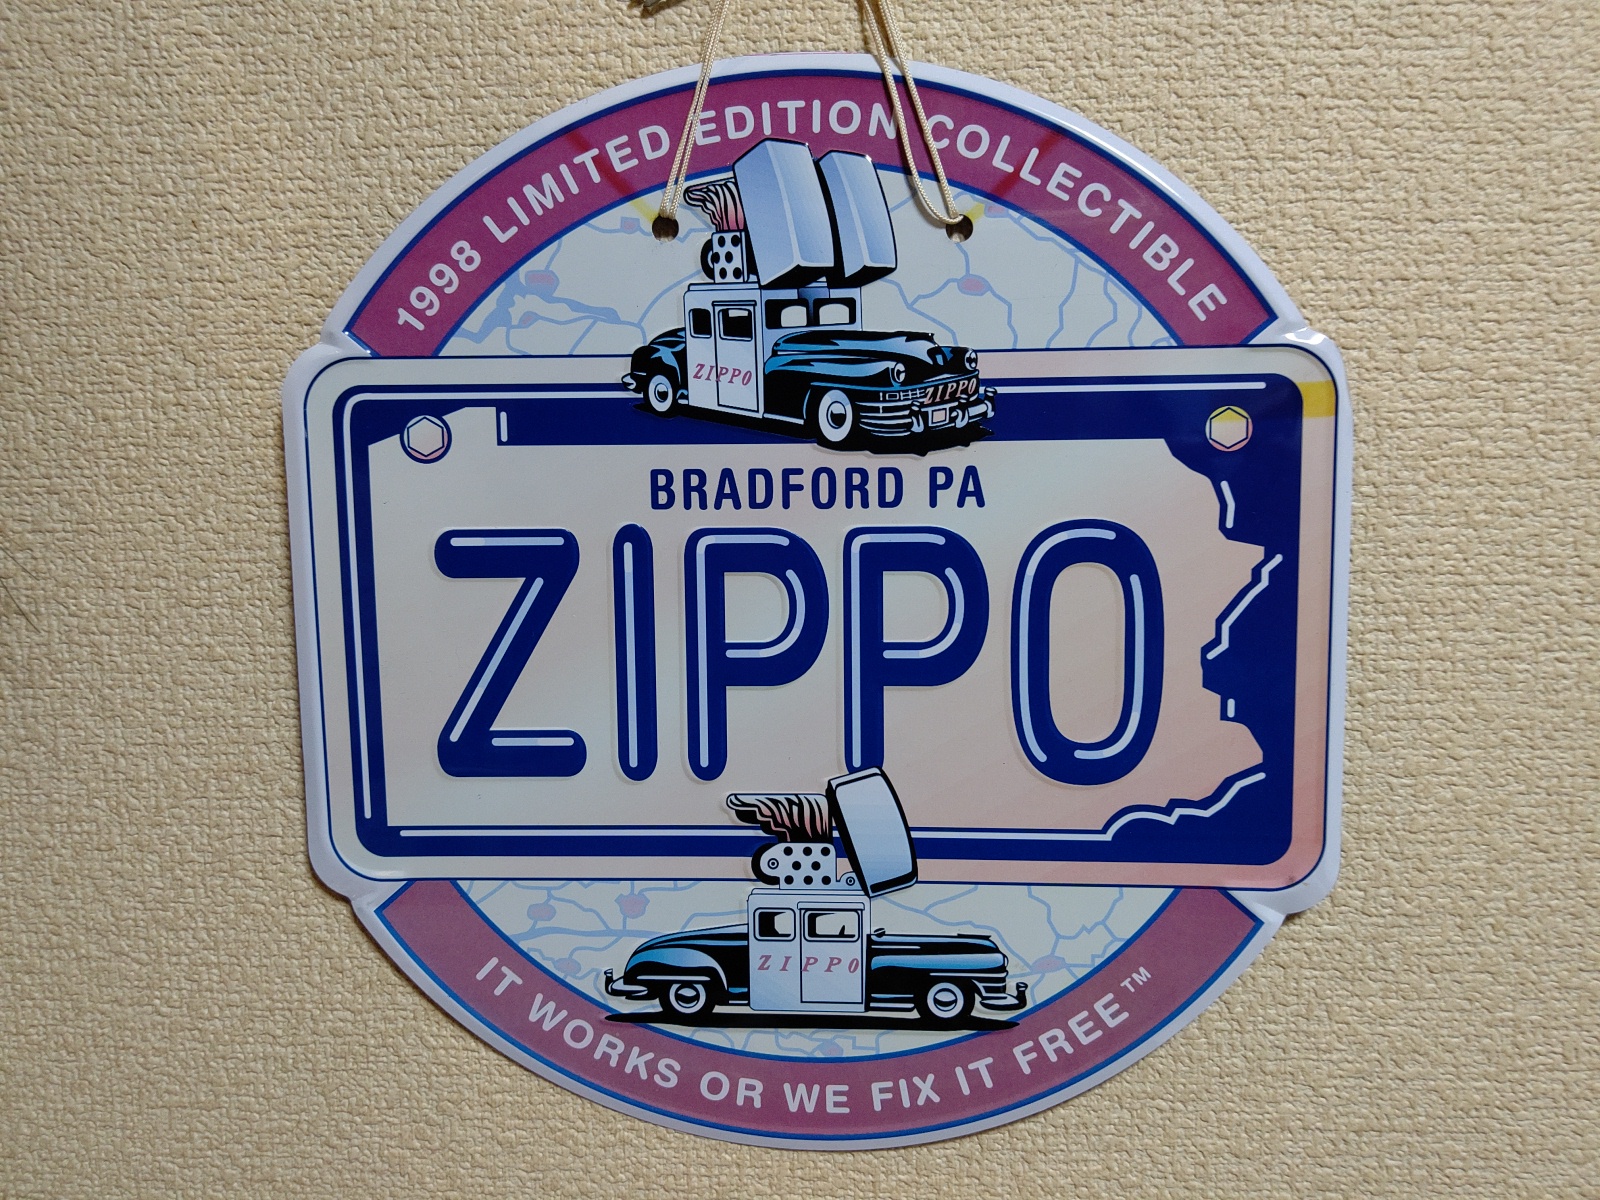 1998 LIMITED EDITION COLLECTIBLE
ZIPPO
ZIPPO
BRADFORD PA
ZIPPO
ZIPPO
IT WORKS OR WE FIX IT FREE™